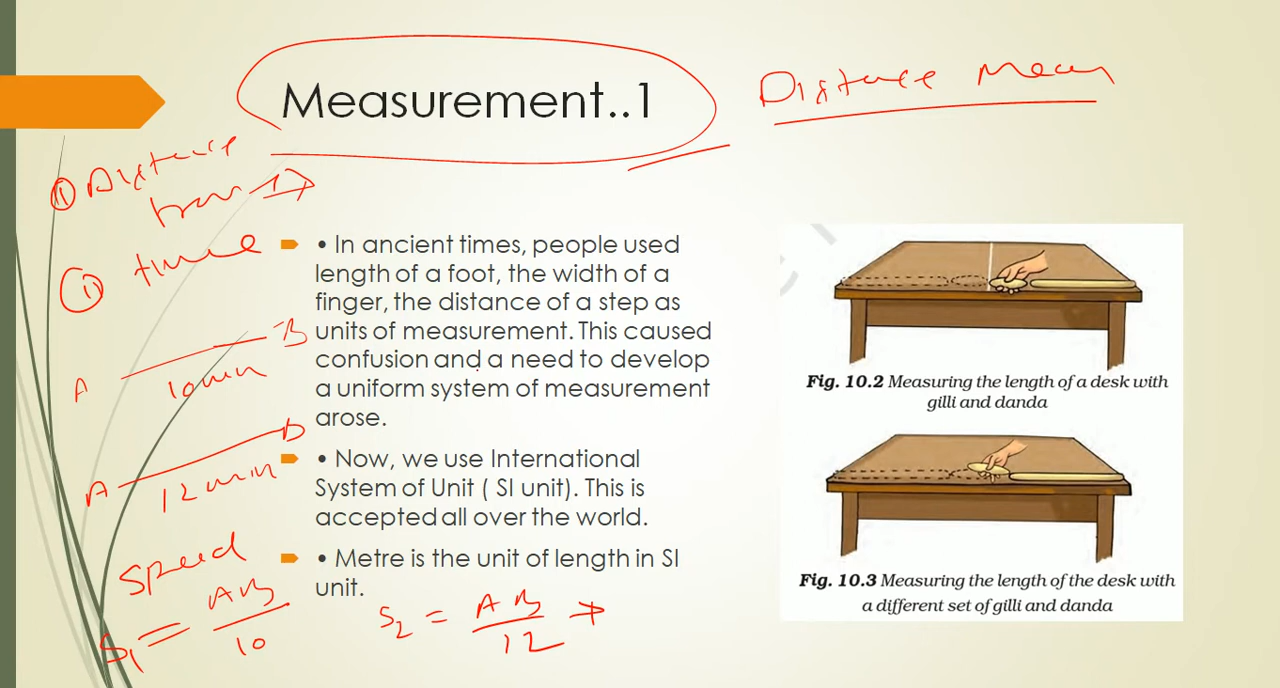 Measurement..1
Distance Mean
① Distance
① time
• In ancient times, people used
length of a foot, the width of a
finger, the distance of a step as
units of measurement. This caused
confusion and a need to develop
a uniform system of measurement
arose.
• Now, we use International
System of Unit ( SI unit). This is
accepted all over the world.
• Metre is the unit of length in SI
unit.
A B
10 min
A B
12 min
Speed
S₁ = AB/10
S₂ = AB/12
Fig. 10.2 Measuring the length of a desk with
gilli and danda
Fig. 10.3 Measuring the length of the desk with
a different set of gilli and danda